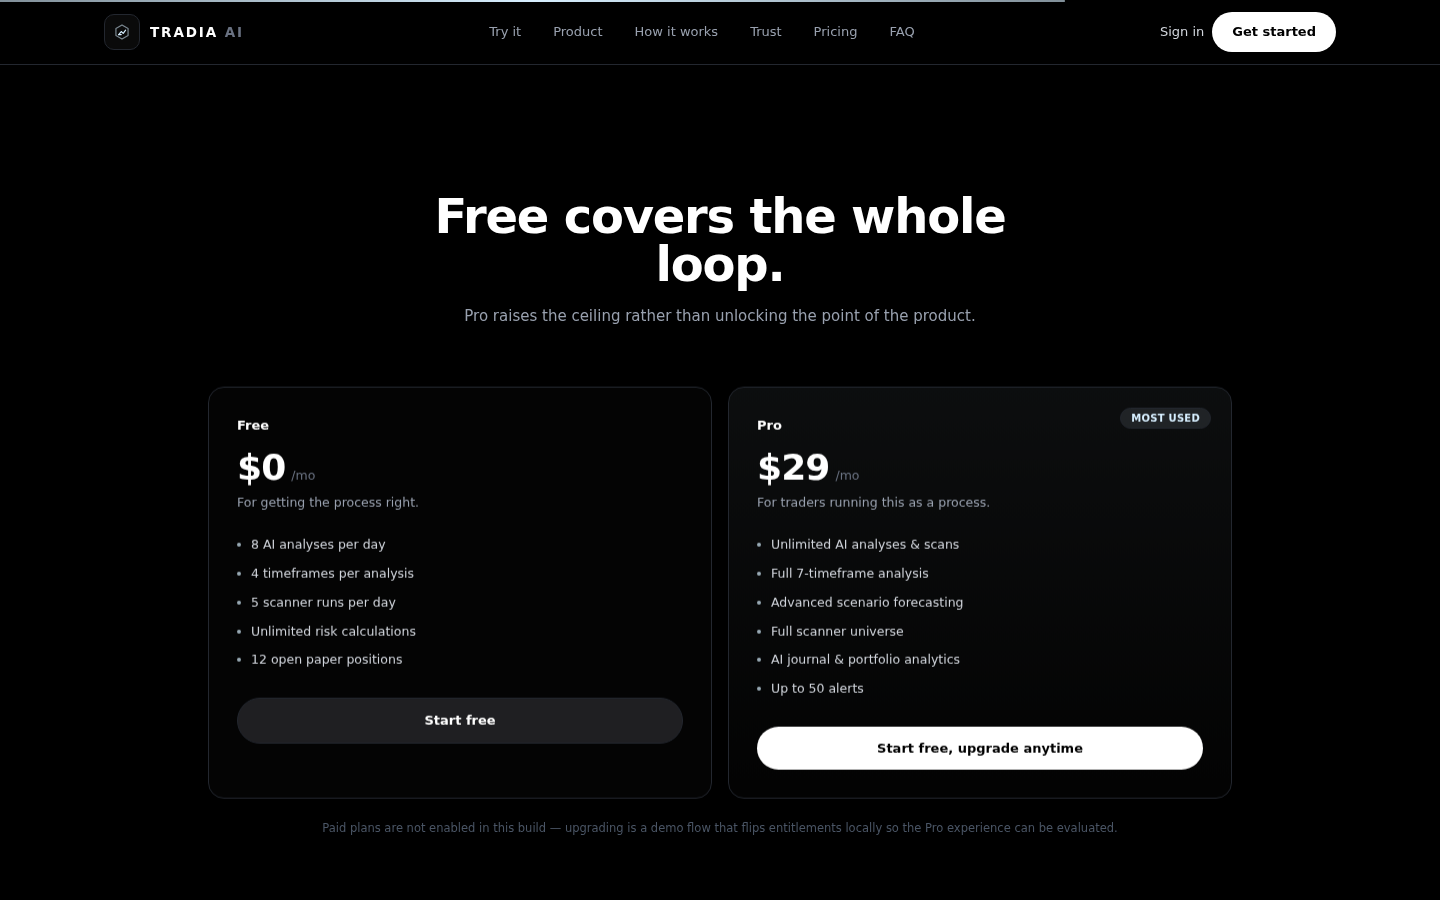 TRADIA AI
Try it
Product
How it works
Trust
Pricing
FAQ
Sign in
Get started
Free covers the whole
loop.
Pro raises the ceiling rather than unlocking the point of the product.
Free
$0 /mo
For getting the process right.
• 8 AI analyses per day
• 4 timeframes per analysis
• 5 scanner runs per day
• Unlimited risk calculations
• 12 open paper positions
Start free
MOST USED
Pro
$29 /mo
For traders running this as a process.
• Unlimited AI analyses & scans
• Full 7-timeframe analysis
• Advanced scenario forecasting
• Full scanner universe
• AI journal & portfolio analytics
• Up to 50 alerts
Start free, upgrade anytime
Paid plans are not enabled in this build — upgrading is a demo flow that flips entitlements locally so the Pro experience can be evaluated.